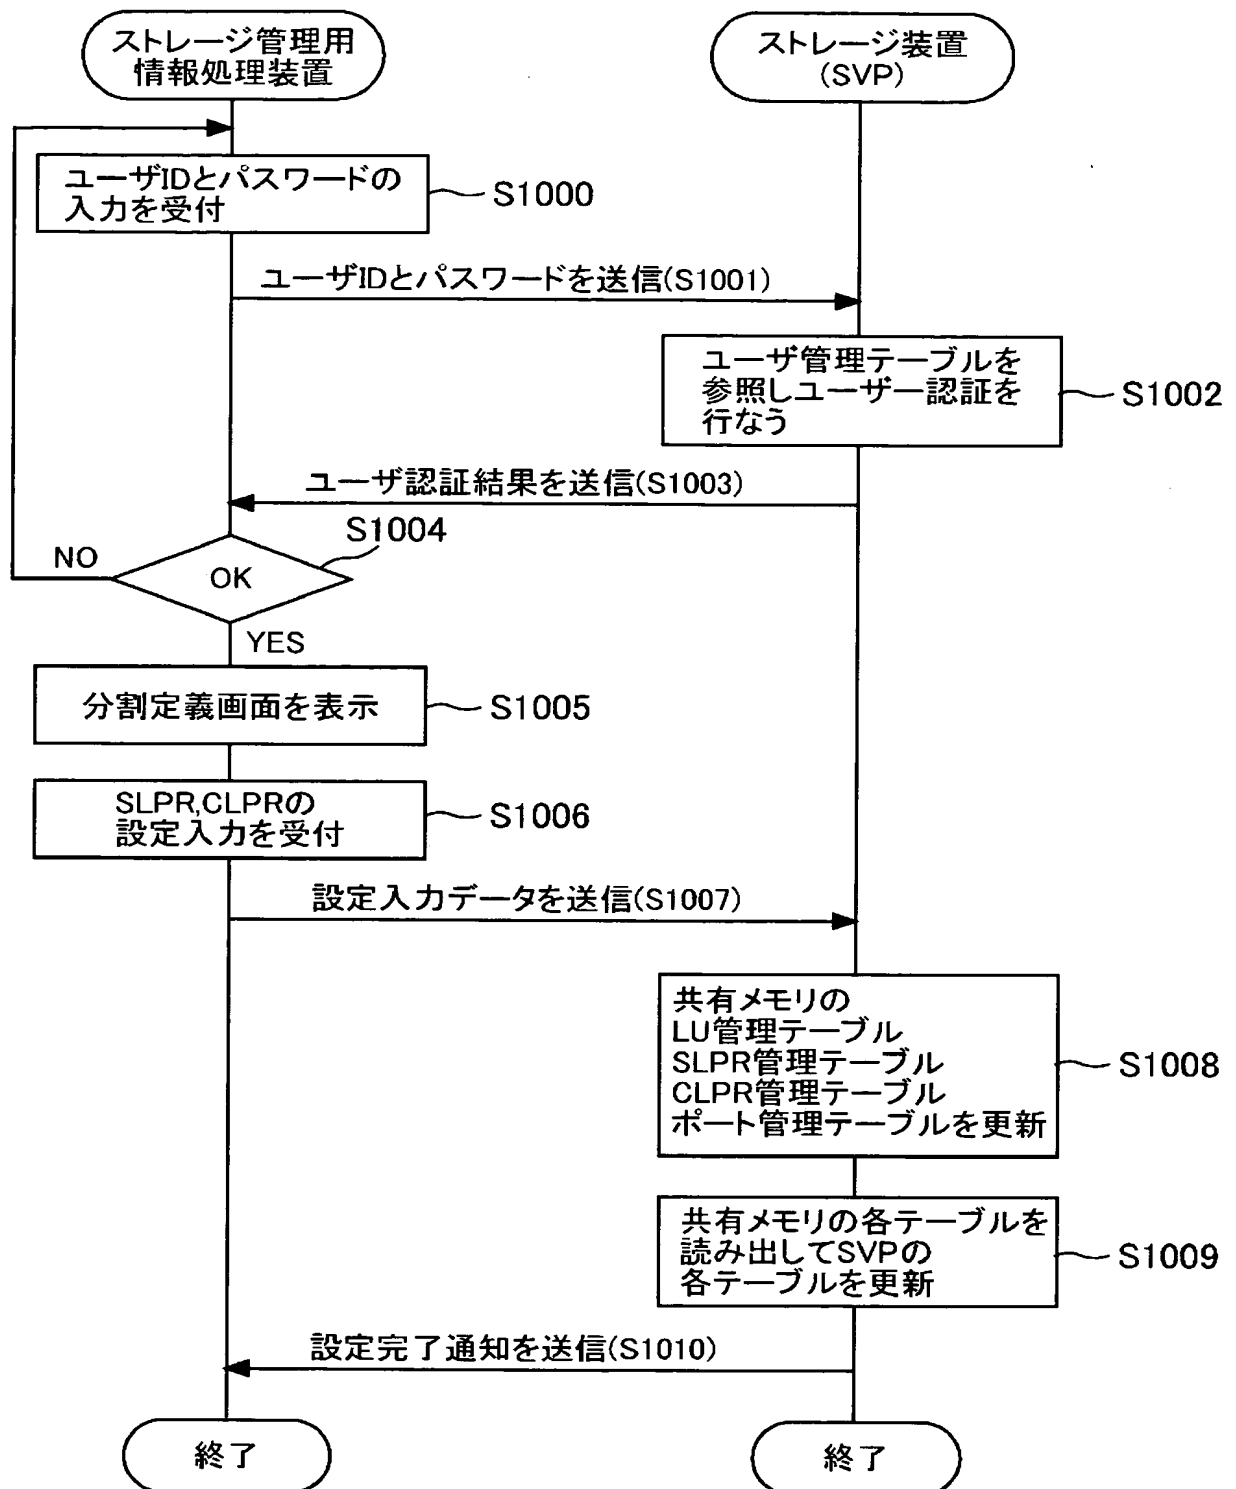 ストレージ管理用
情報処理装置
ストレージ装置
(SVP)
ユーザIDとパスワードの
入力を受付
S1000
ユーザIDとパスワードを送信(S1001)
ユーザ管理テーブルを
参照しユーザー認証を
行なう
S1002
ユーザ認証結果を送信(S1003)
S1004
NO
OK
YES
分割定義画面を表示
S1005
SLPR,CLPRの
設定入力を受付
S1006
設定入力データを送信(S1007)
共有メモリの
LU管理テーブル
SLPR管理テーブル
CLPR管理テーブル
ポート管理テーブルを更新
S1008
共有メモリの各テーブルを
読み出してSVPの
各テーブルを更新
S1009
設定完了通知を送信(S1010)
終了
終了